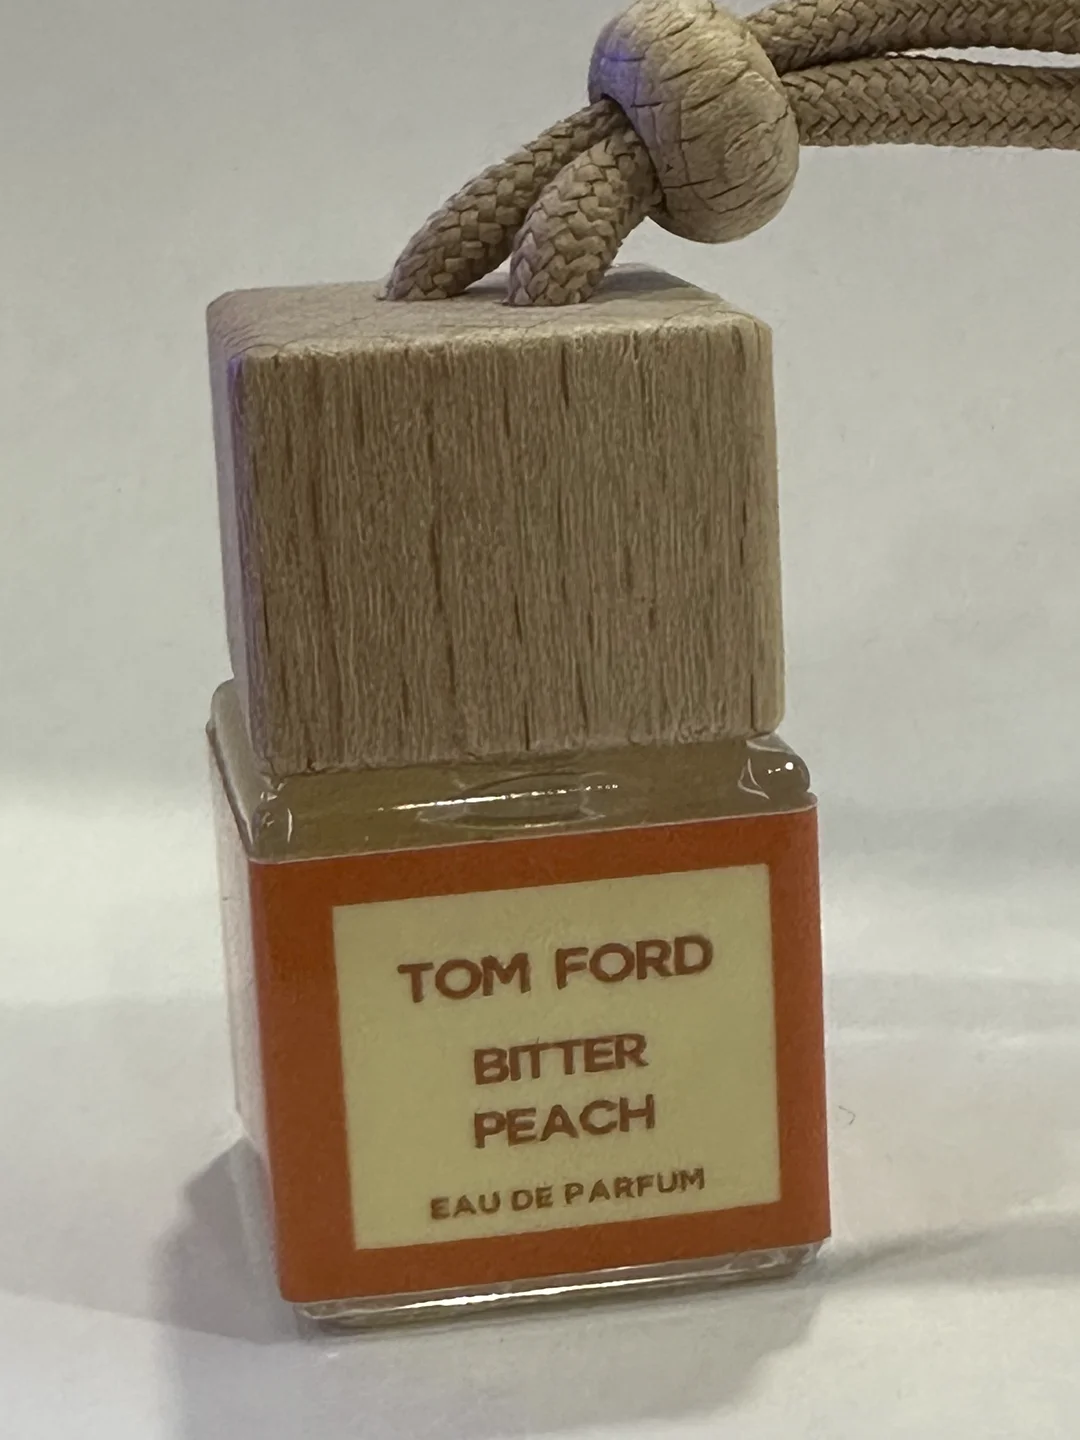 TOM FORD
BITTER
PEACH
EAU DE PARFUM